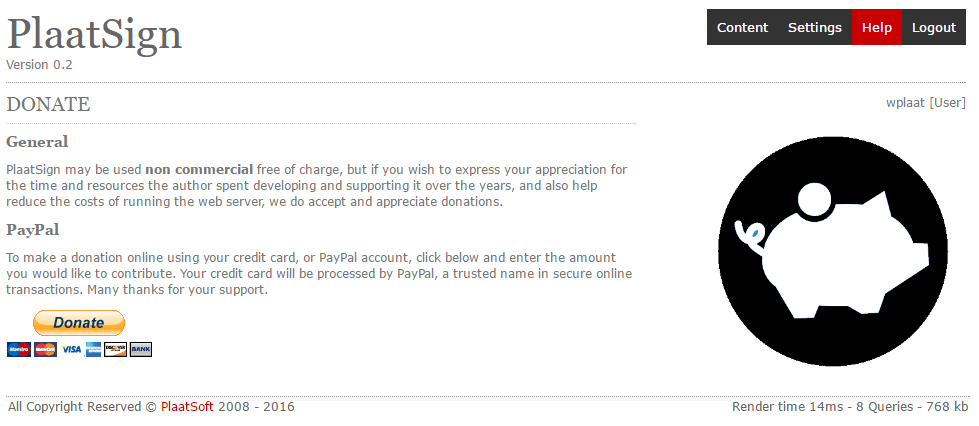 PlaatSign
Content Settings Help Logout
Version 0.2
DONATE
wplaat [User]
General
PlaatSign may be used non commercial free of charge, but if you wish to express your appreciation for
the time and resources the author spent developing and supporting it over the years, and also help
reduce the costs of running the web server, we do accept and appreciate donations.
PayPal
To make a donation online using your credit card, or PayPal account, click below and enter the amount
you would like to contribute. Your credit card will be processed by PayPal, a trusted name in secure online
transactions. Many thanks for your support.
Donate
Maestro MasterCard VISA DISCOVER BANK
All Copyright Reserved © PlaatSoft 2008 - 2016
Render time 14ms - 8 Queries - 768 kb